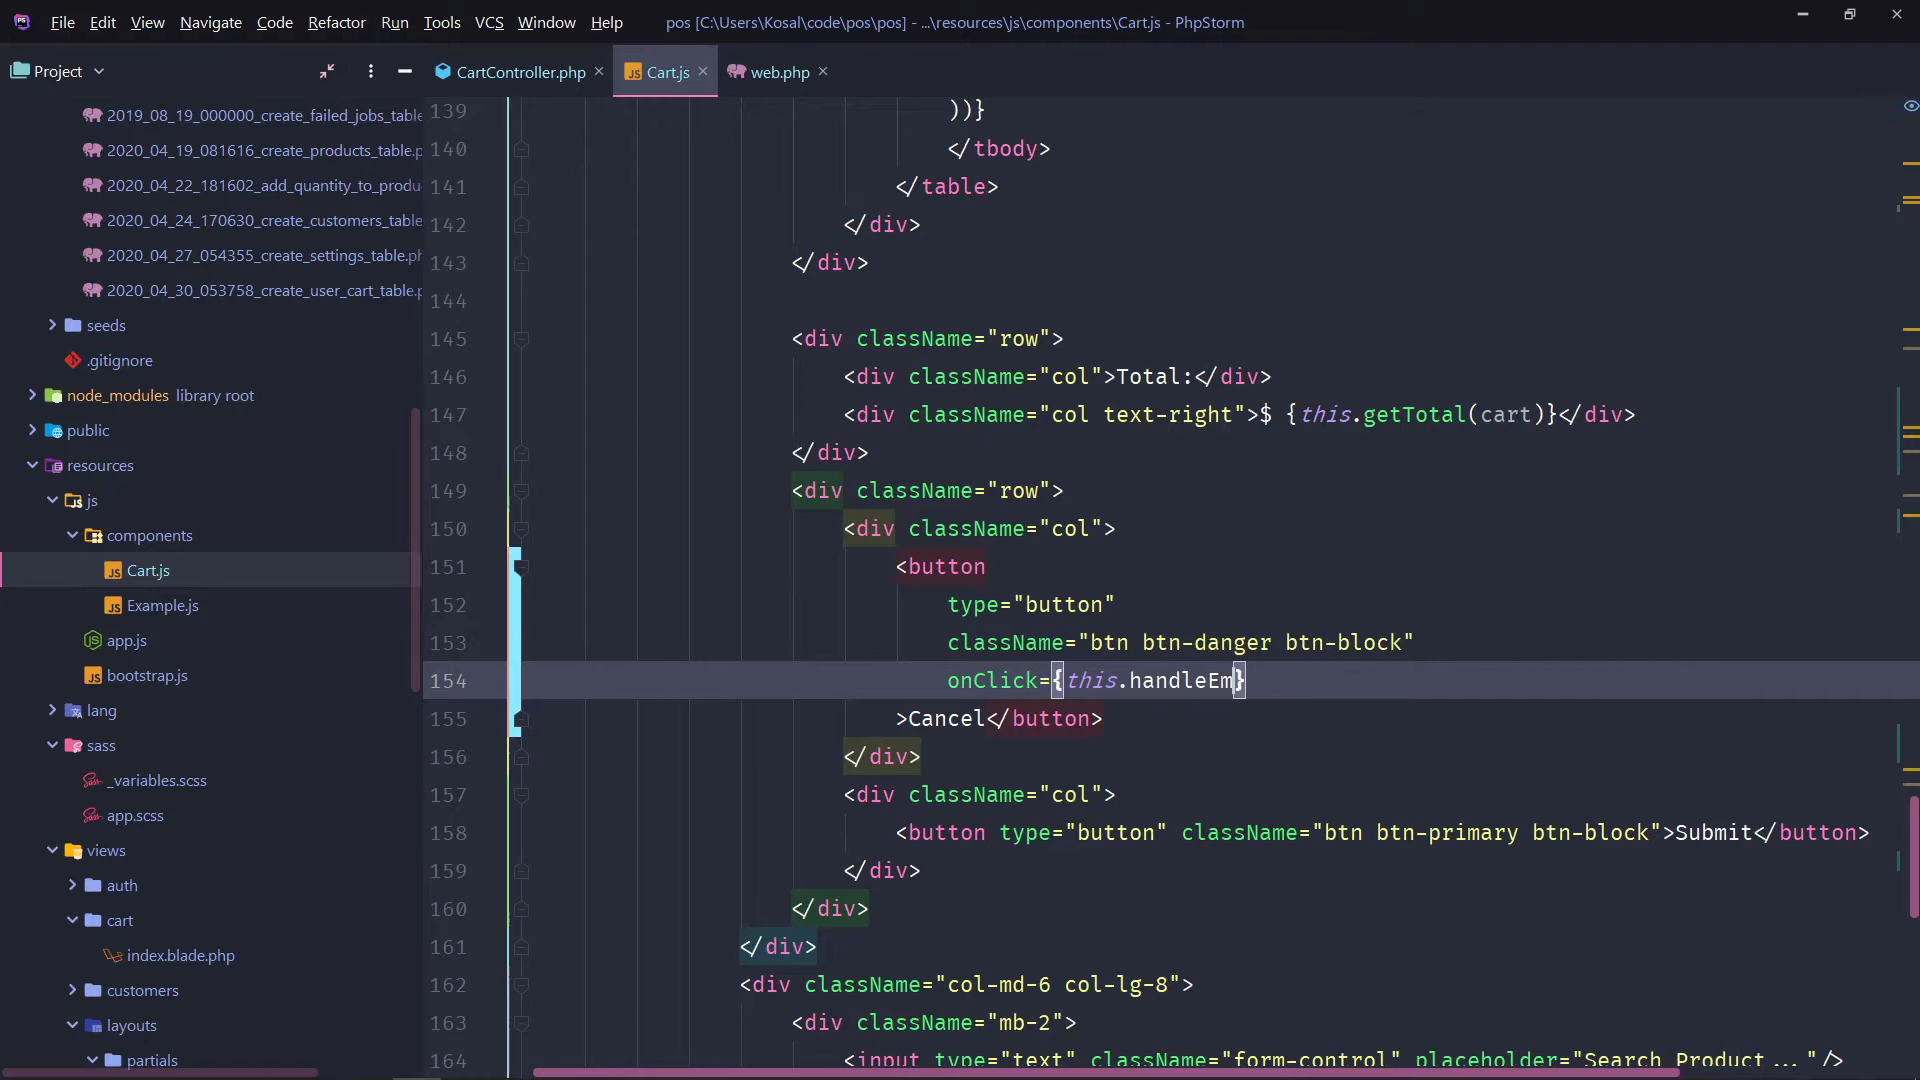 File Edit View Navigate Code Refactor Run Tools VCS Window Help pos [C:\Users\Kosal\code\pos\pos] - ...\resources\js\components\Cart.js - PhpStorm
Project
CartController.php
Cart.js
web.php
2019_08_19_000000_create_failed_jobs_table
2020_04_19_081616_create_products_table.p
2020_04_22_181602_add_quantity_to_produ
2020_04_24_170630_create_customers_table
2020_04_27_054355_create_settings_table.ph
2020_04_30_053758_create_user_cart_table.p
seeds
.gitignore
node_modules library root
public
resources
js
components
Cart.js
Example.js
app.js
bootstrap.js
lang
sass
_variables.scss
app.scss
views
auth
cart
index.blade.php
customers
layouts
partials
139 ))}
140 </tbody>
141 </table>
142 </div>
143 </div>
144
145 <div className="row">
146 <div className="col">Total:</div>
147 <div className="col text-right">$ {this.getTotal(cart)}</div>
148 </div>
149 <div className="row">
150 <div className="col">
151 <button
152 type="button"
153 className="btn btn-danger btn-block"
154 onClick={this.handleEm}
155 >Cancel</button>
156 </div>
157 <div className="col">
158 <button type="button" className="btn btn-primary btn-block">Submit</button>
159 </div>
160 </div>
161 </div>
162 <div className="col-md-6 col-lg-8">
163 <div className="mb-2">
164 <input type="text" className="form-control" placeholder="Search Product..."/>